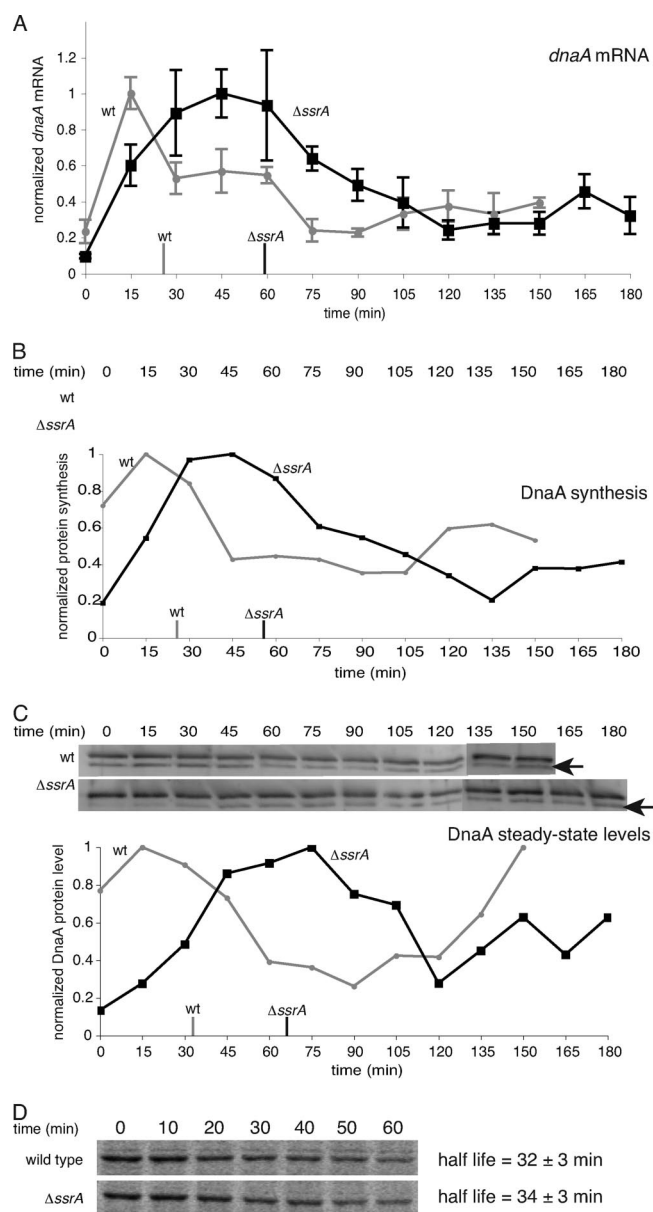 A
dnaA mRNA
1.2
1
0.8
0.6
0.4
0.2
0
normalized dnaA mRNA
wt
ΔssrA
wt
ΔssrA
0 15 30 45 60 75 90 105 120 135 150 165 180
time (min)
B
time (min) 0 15 30 45 60 75 90 105 120 135 150 165 180
wt
ΔssrA
1
0.8
0.6
0.4
0.2
0
normalized protein synthesis
wt
ΔssrA
DnaA synthesis
wt
ΔssrA
0 15 30 45 60 75 90 105 120 135 150 165 180
time (min)
C
time (min) 0 15 30 45 60 75 90 105 120 135 150 165 180
wt
ΔssrA
DnaA steady-state levels
1
0.8
0.6
0.4
0.2
0
normalized DnaA protein level
wt
ΔssrA
wt
ΔssrA
0 15 30 45 60 75 90 105 120 135 150 165 180
time (min)
D
time (min) 0 10 20 30 40 50 60
wild type
half life = 32 ± 3 min
ΔssrA
half life = 34 ± 3 min